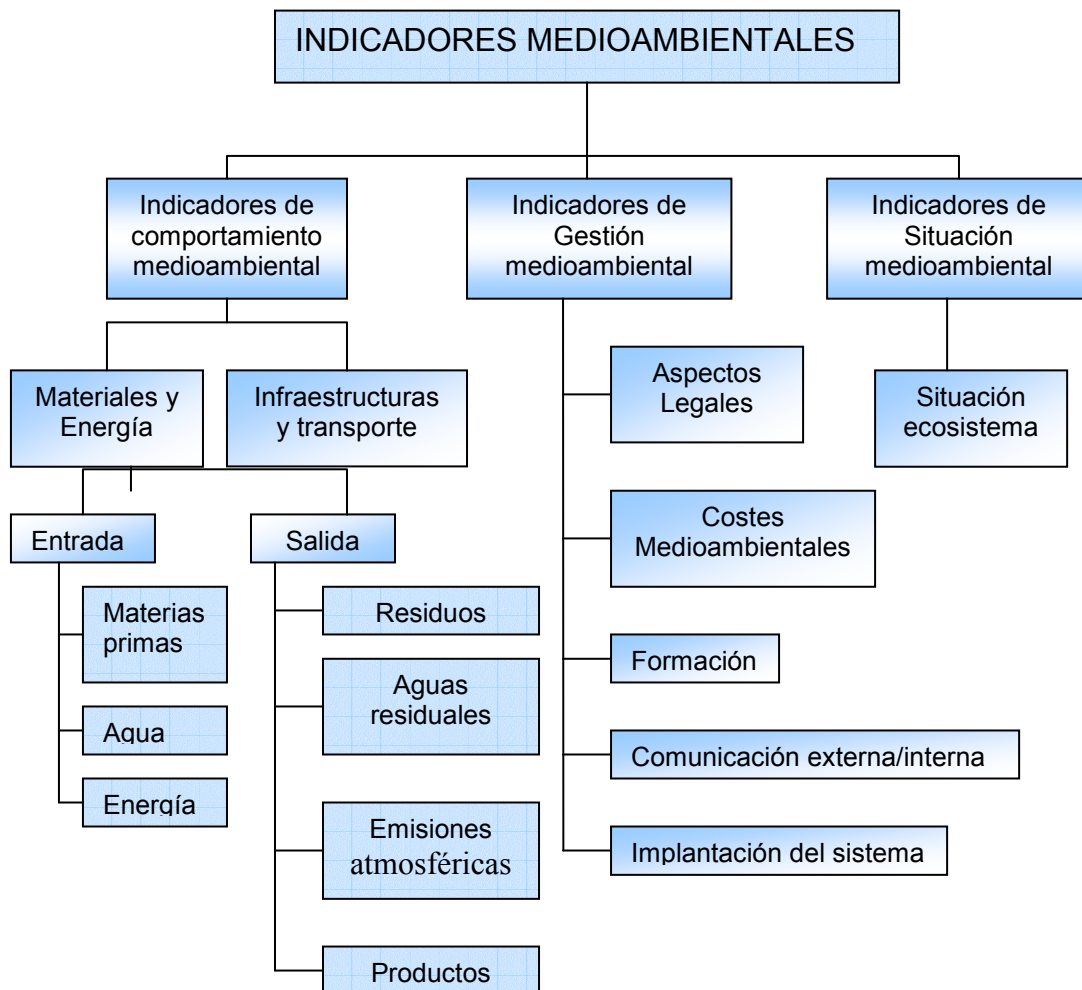 INDICADORES MEDIOAMBIENTALES
Indicadores de
comportamiento
medioambiental
Indicadores de
Gestión
medioambiental
Indicadores de
Situación
medioambiental
Materiales y
Energía
Infraestructuras
y transporte
Aspectos
Legales
Situación
ecosistema
Entrada
Salida
Costes
Medioambientales
Materias
primas
Residuos
Aguas
residuales
Formación
Agua
Comunicación externa/interna
Energía
Emisiones
atmosféricas
Implantación del sistema
Productos